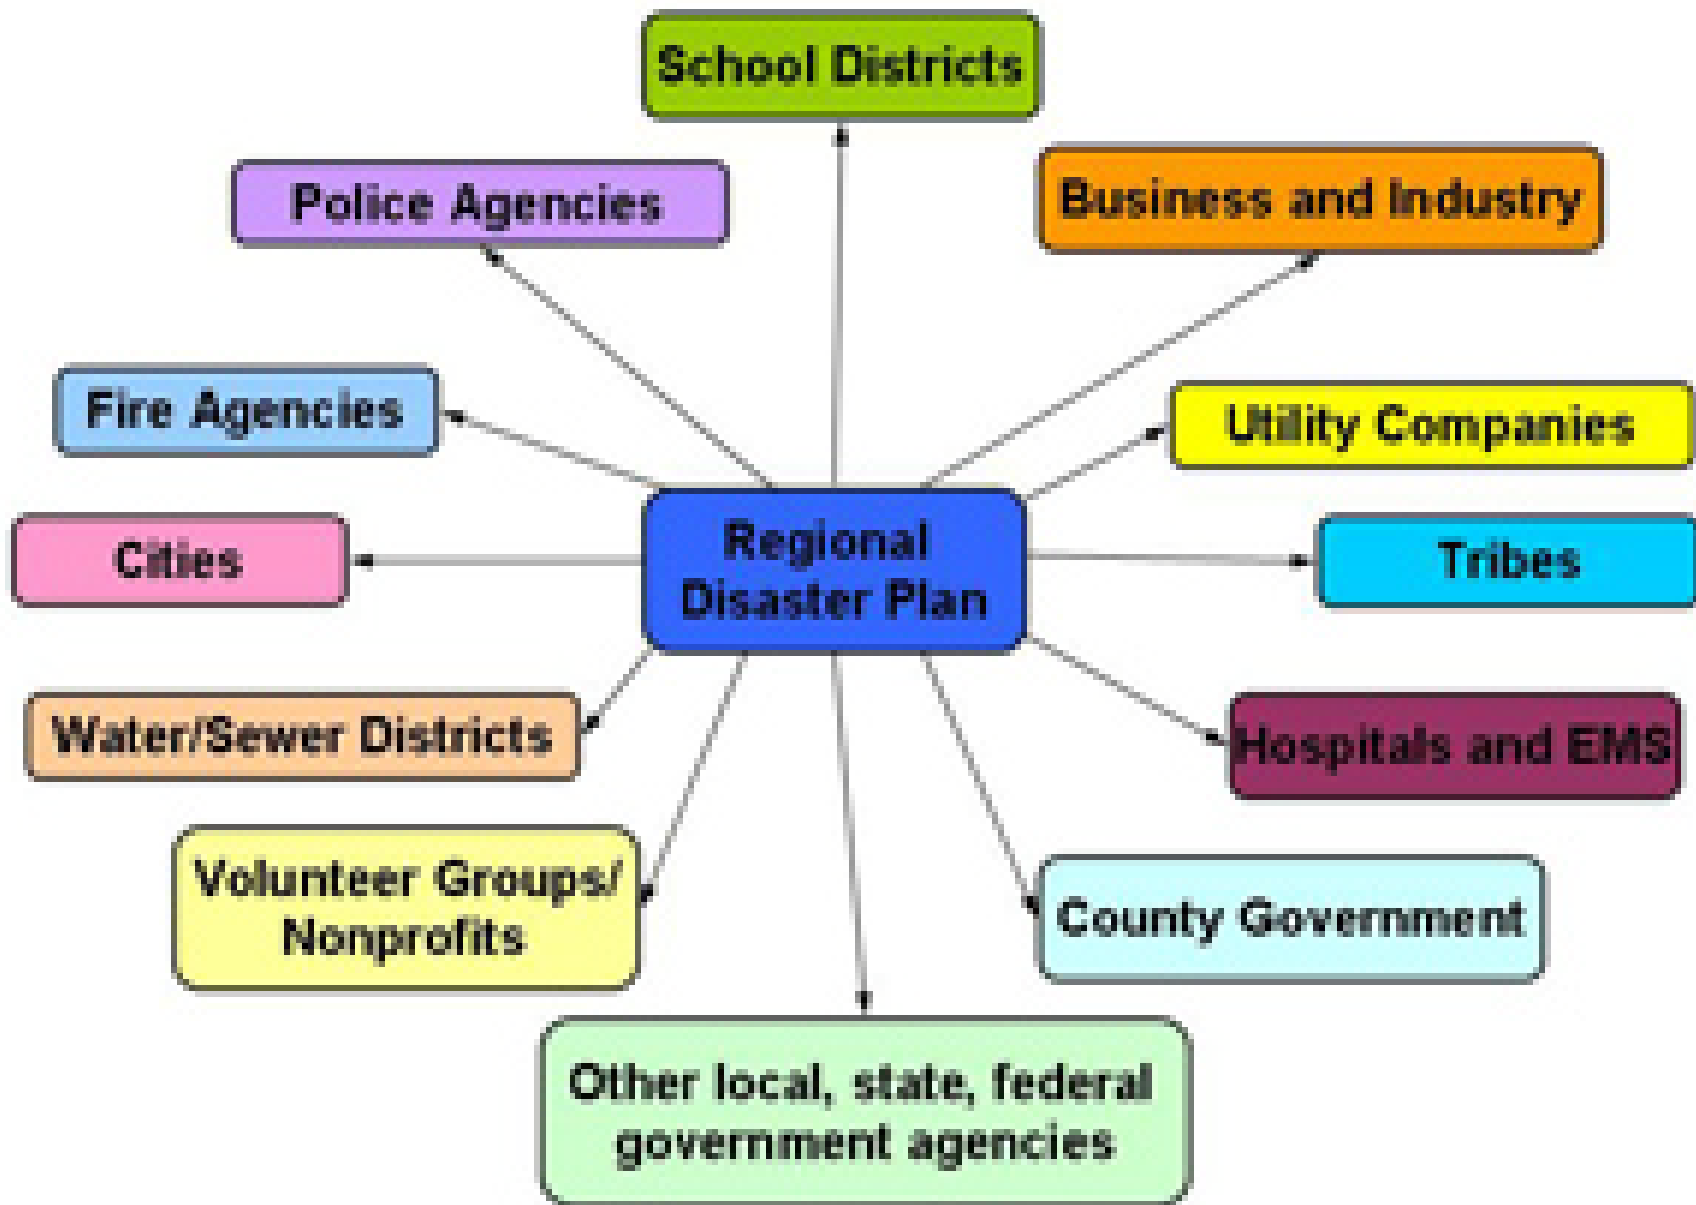 School Districts
Police Agencies
Business and Industry
Fire Agencies
Utility Companies
Regional
Disaster Plan
Cities
Tribes
Water/Sewer Districts
Hospitals and EMS
Volunteer Groups/
Nonprofits
County Government
Other local, state, federal
government agencies